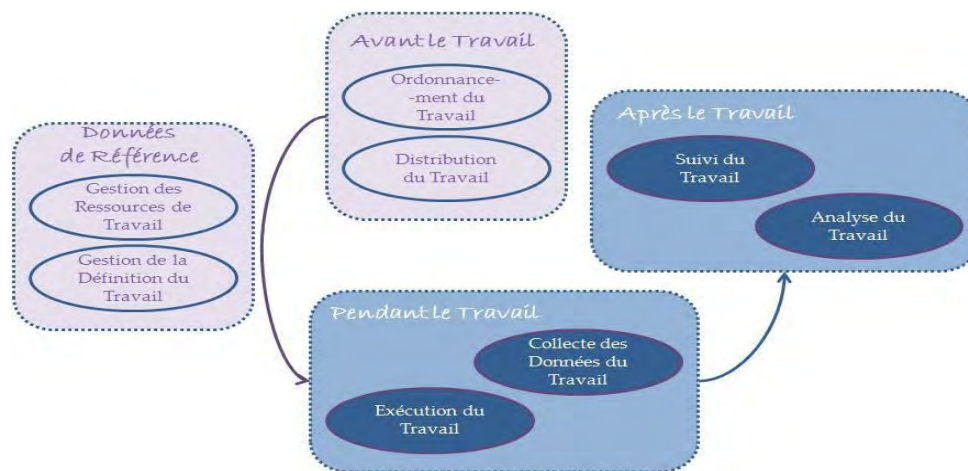 Données
de Référence
Gestion des
Ressources de
Travail
Gestion de la
Définition du
Travail
Avant le Travail
Ordonnance-
-ment du
Travail
Distribution
du Travail
Pendant le Travail
Collecte des
Données du
Travail
Exécution du
Travail
Après le Travail
Suivi du
Travail
Analyse du
Travail